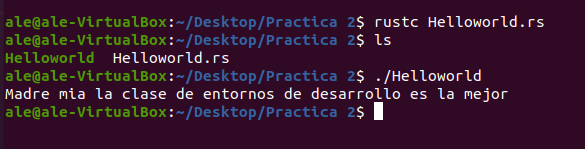 ale@ale-VirtualBox:~/Desktop/Practica 2$ rustc Helloworld.rs
ale@ale-VirtualBox:~/Desktop/Practica 2$ ls
Helloworld  Helloworld.rs
ale@ale-VirtualBox:~/Desktop/Practica 2$ ./Helloworld
Madre mia la clase de entornos de desarrollo es la mejor
ale@ale-VirtualBox:~/Desktop/Practica 2$